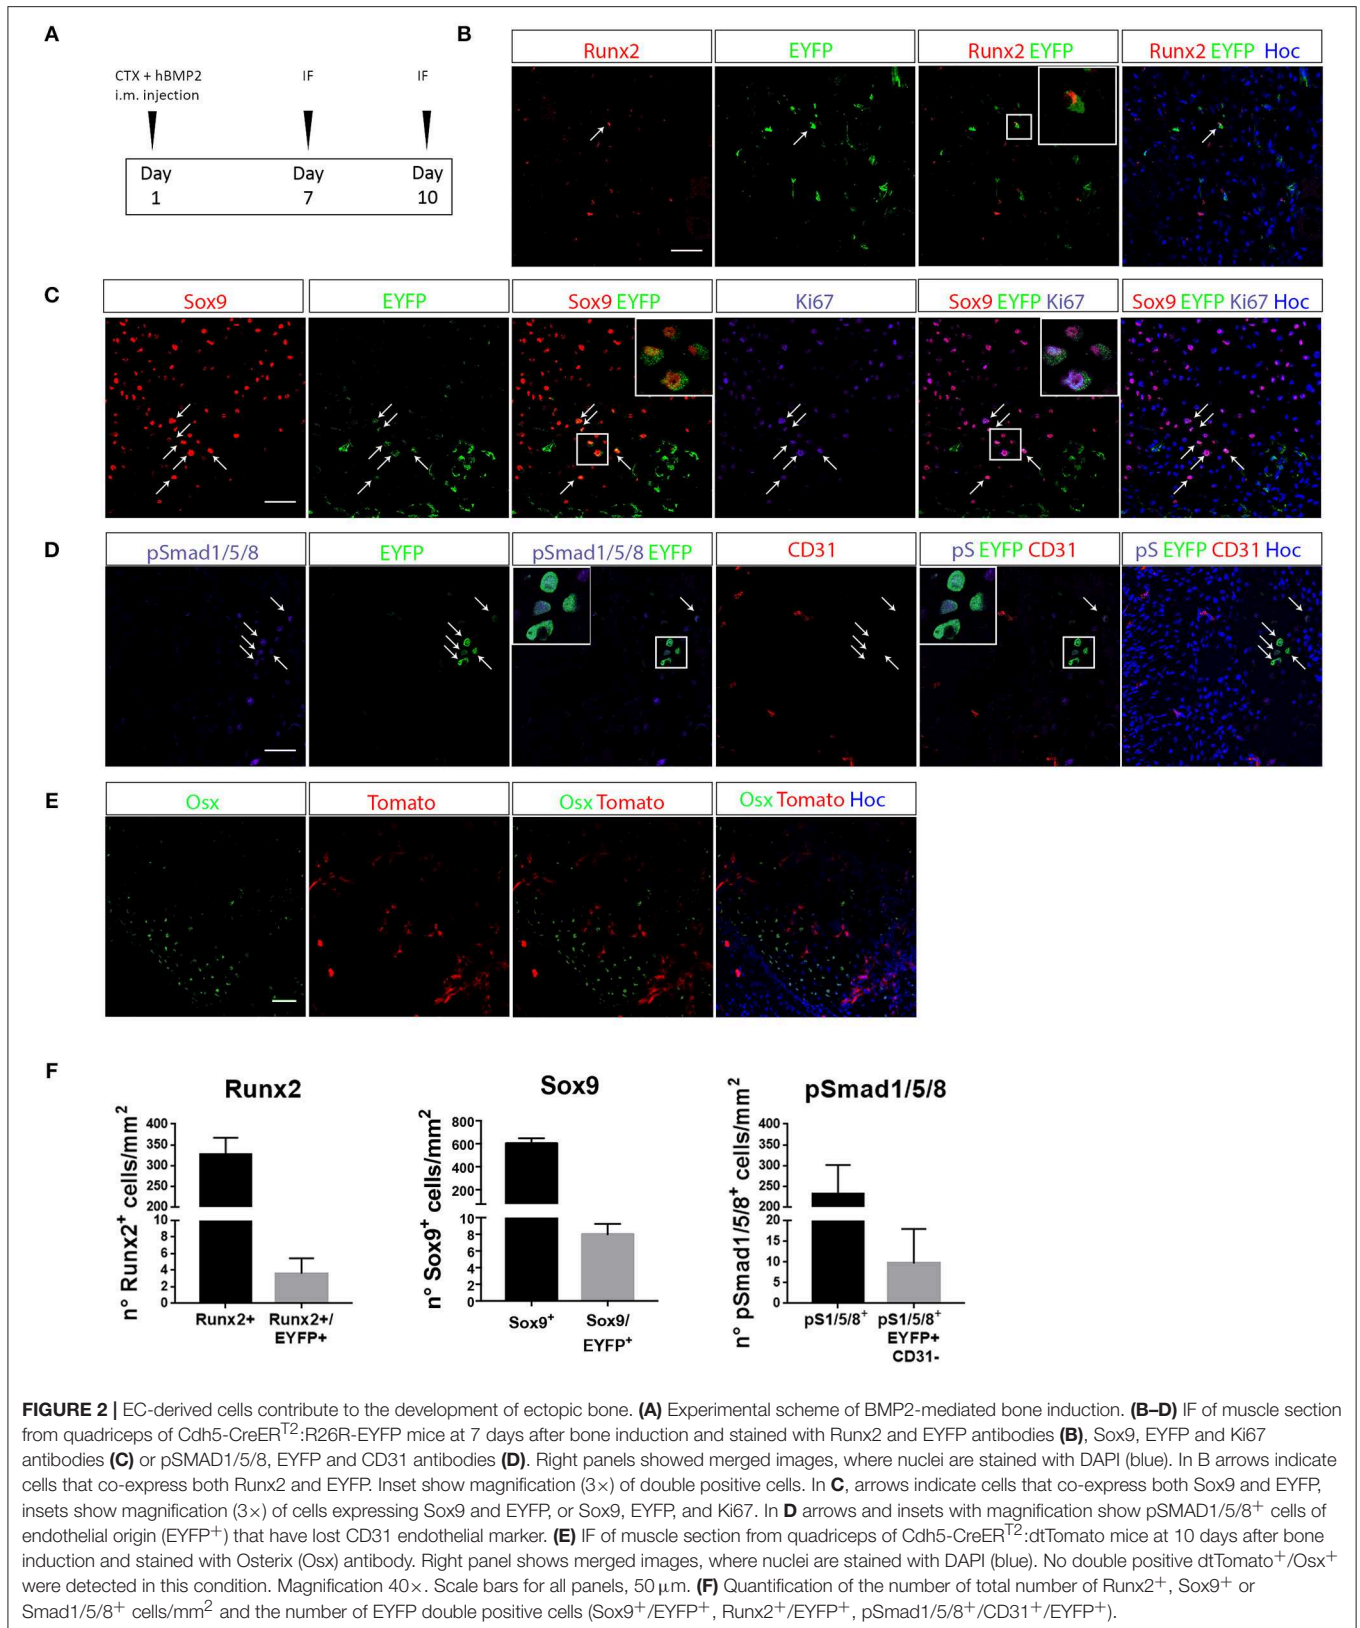 A
CTX + hBMP2
i.m. injection
IF
IF
Day
1
Day
7
Day
10
B
Runx2
EYFP
Runx2 EYFP
Runx2 EYFP Hoc
C
Sox9
EYFP
Sox9 EYFP
Ki67
Sox9 EYFP Ki67
Sox9 EYFP Ki67 Hoc
D
pSmad1/5/8
EYFP
pSmad1/5/8 EYFP
CD31
pS EYFP CD31
pS EYFP CD31 Hoc
E
Osx
Tomato
Osx Tomato
Osx Tomato Hoc
F
Runx2
n° Runx2⁺ cells/mm²
400
350
300
250
200
10
8
6
4
2
0
Runx2+
Runx2+/
EYFP+
Sox9
n° Sox9⁺ cells/mm²
800
600
400
200
10
8
6
4
2
0
Sox9⁺
Sox9/
EYFP⁺
pSmad1/5/8
n° pSmad1/5/8⁺ cells/mm²
400
350
300
250
200
20
15
10
5
0
pS1/5/8⁺
pS1/5/8⁺
EYFP+
CD31-
FIGURE 2 | EC-derived cells contribute to the development of ectopic bone. (A) Experimental scheme of BMP2-mediated bone induction. (B–D) IF of muscle section
from quadriceps of Cdh5-CreERᵀ²:R26R-EYFP mice at 7 days after bone induction and stained with Runx2 and EYFP antibodies (B), Sox9, EYFP and Ki67
antibodies (C) or pSMAD1/5/8, EYFP and CD31 antibodies (D). Right panels showed merged images, where nuclei are stained with DAPI (blue). In B arrows indicate
cells that co-express both Runx2 and EYFP. Inset show magnification (3×) of double positive cells. In C, arrows indicate cells that co-express both Sox9 and EYFP,
insets show magnification (3×) of cells expressing Sox9 and EYFP, or Sox9, EYFP, and Ki67. In D arrows and insets with magnification show pSMAD1/5/8⁺ cells of
endothelial origin (EYFP⁺) that have lost CD31 endothelial marker. (E) IF of muscle section from quadriceps of Cdh5-CreERᵀ²:dtTomato mice at 10 days after bone
induction and stained with Osterix (Osx) antibody. Right panel shows merged images, where nuclei are stained with DAPI (blue). No double positive dtTomato⁺/Osx⁺
were detected in this condition. Magnification 40×. Scale bars for all panels, 50 μm. (F) Quantification of the number of total number of Runx2⁺, Sox9⁺ or
Smad1/5/8⁺ cells/mm² and the number of EYFP double positive cells (Sox9⁺/EYFP⁺, Runx2⁺/EYFP⁺, pSmad1/5/8⁺/CD31⁺/EYFP⁺).